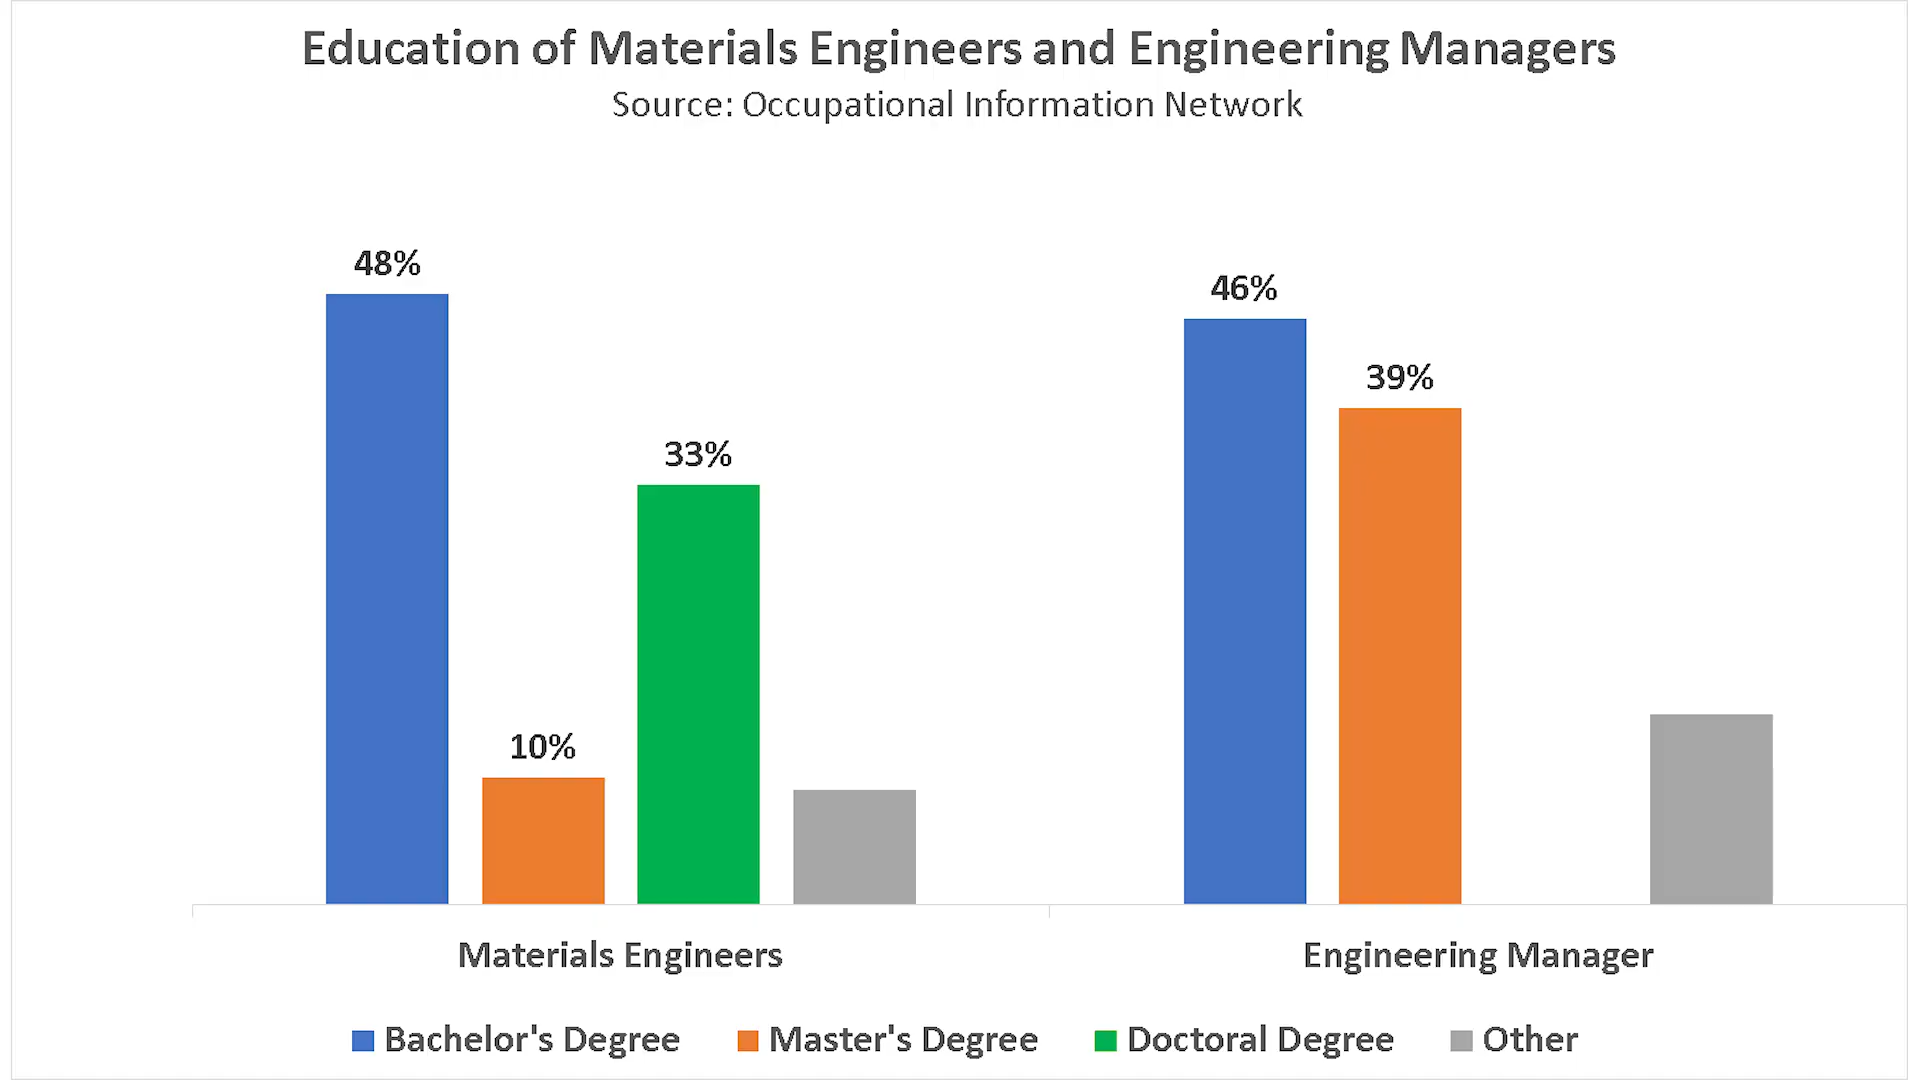 Education of Materials Engineers and Engineering Managers
Source: Occupational Information Network
48%
10%
33%
46%
39%
Materials Engineers
Engineering Manager
Bachelor's Degree
Master's Degree
Doctoral Degree
Other